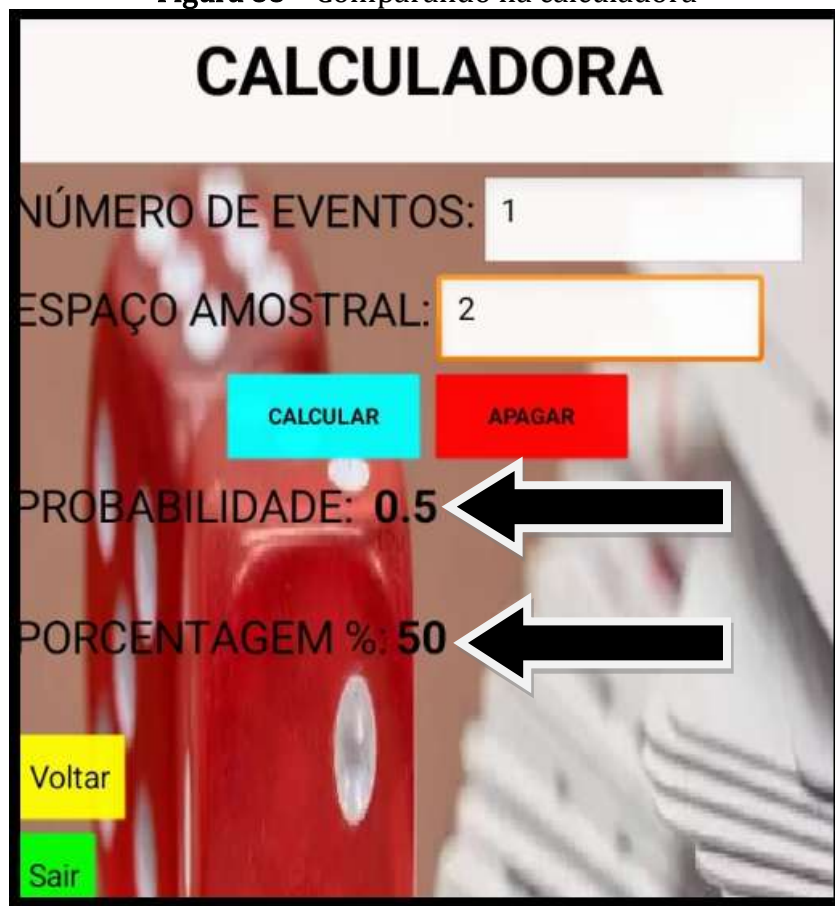 CALCULADORA
NÚMERO DE EVENTOS: 1
ESPAÇO AMOSTRAL: 2
CALCULAR APAGAR
PROBABILIDADE: 0.5
PORCENTAGEM %: 50
Voltar
Sair